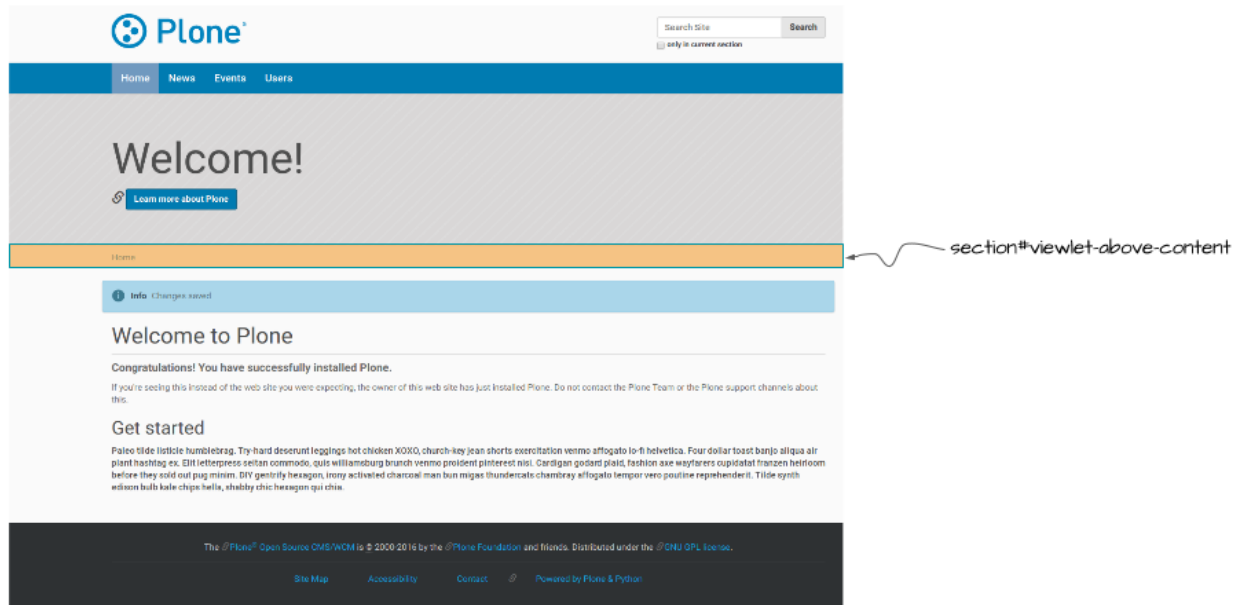 Plone®
Search Site
Search
only in current section
Home
News
Events
Users
Welcome!
Learn more about Plone
section#viewlet-above-content
Home
Info Changes saved
Welcome to Plone
Congratulations! You have successfully installed Plone.
If you're seeing this instead of the web site you were expecting, the owner of this web site has just installed Plone. Do not contact the Plone Team or the Plone support channels about
this.
Get started
Paleo tilde listicle humblebrag. Try-hard deserunt leggings hot chicken XOXO, church-key jean shorts exercitation venmo affogato lo-fi helvetica. Four dollar toast banjo aliqua air
plant hashtag ex. Elit letterpress seitan commodo, quis williamsburg brunch venmo proident pinterest nisi. Cardigan godard plaid, fashion axe wayfarers cupidatat franzen heirloom
before they sold out pug minim. DIY gentrify hexagon, irony activated charcoal man bun migas thundercats chambray affogato tempor vero poutine reprehenderit. Tilde synth
edison bulb kale chips hella, shabby chic hexagon qui chia.
The Plone® Open Source CMS/WCM is © 2000-2016 by the Plone Foundation and friends. Distributed under the GNU GPL license.
Site Map
Accessibility
Contact
Powered by Plone & Python